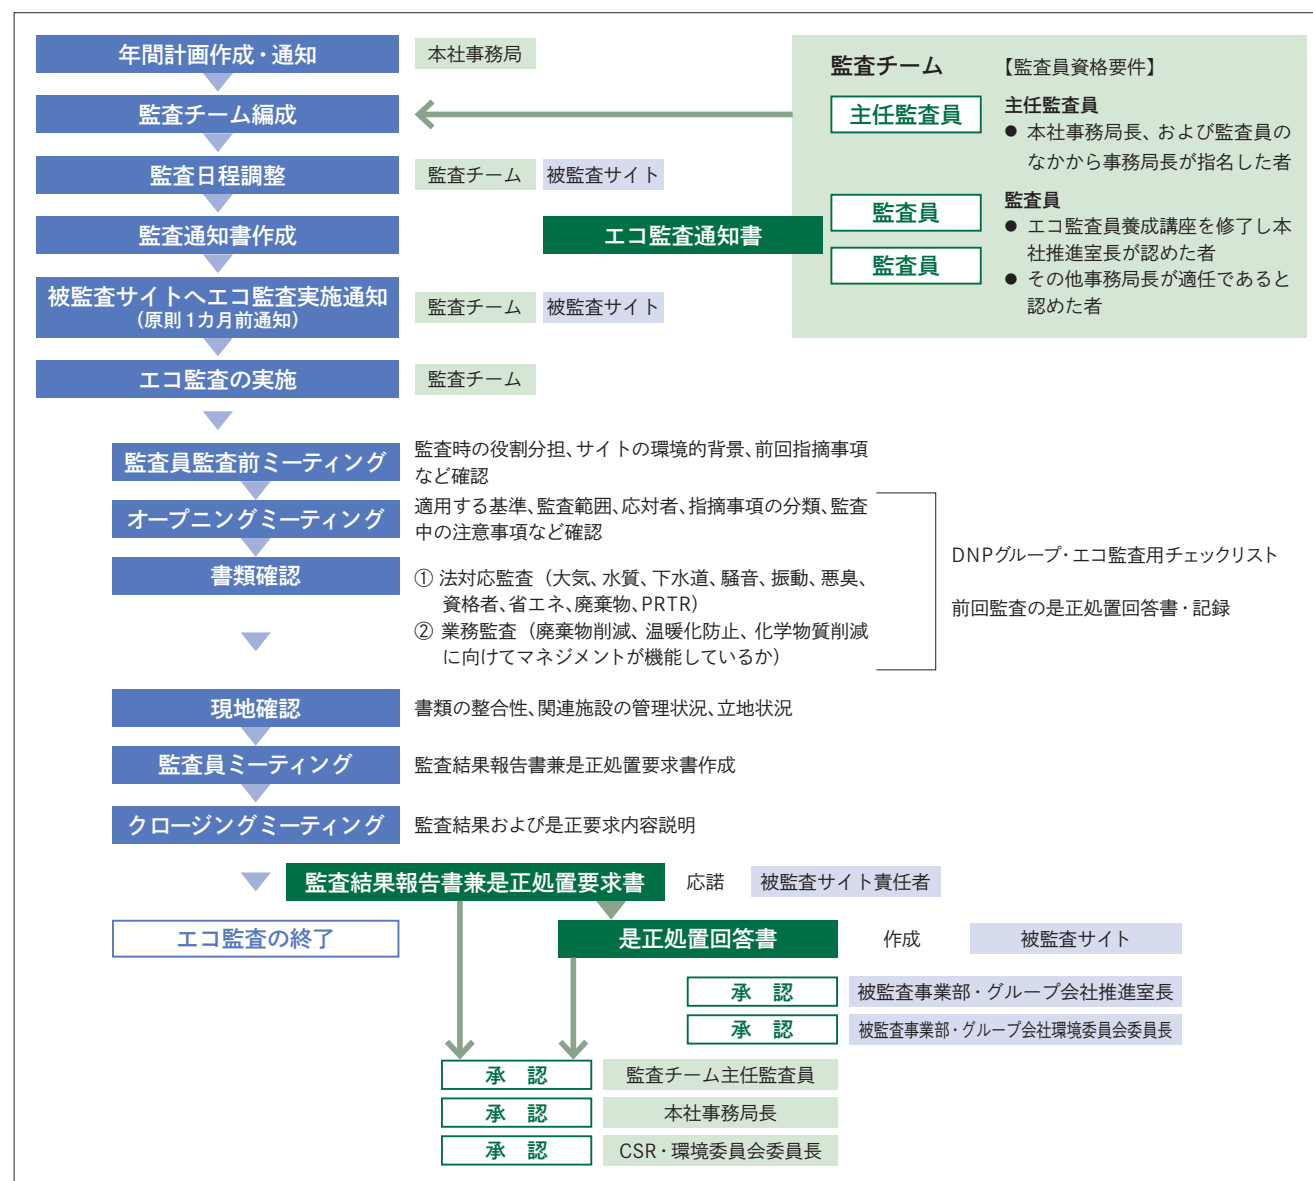 年間計画作成・通知
本社事務局
監査チーム編成
監査チーム
【監査員資格要件】
主任監査員
主任監査員
● 本社事務局長、および監査員の
なかから事務局長が指名した者
監査員
監査員
監査員
● エコ監査員養成講座を修了し本
社推進室長が認めた者
● その他事務局長が適任であると
認めた者
監査日程調整
監査チーム
被監査サイト
監査通知書作成
エコ監査通知書
被監査サイトへエコ監査実施通知
(原則1カ月前通知)
監査チーム
被監査サイト
エコ監査の実施
監査チーム
監査員監査前ミーティング
監査時の役割分担、サイトの環境的背景、前回指摘事項
など確認
オープニングミーティング
適用する基準、監査範囲、応対者、指摘事項の分類、監査
中の注意事項など確認
書類確認
① 法対応監査（大気、水質、下水道、騒音、振動、悪臭、
資格者、省エネ、廃棄物、PRTR）
② 業務監査（廃棄物削減、温暖化防止、化学物質削減
に向けてマネジメントが機能しているか）
DNPグループ・エコ監査用チェックリスト
前回監査の是正処置回答書・記録
現地確認
書類の整合性、関連施設の管理状況、立地状況
監査員ミーティング
監査結果報告書兼是正処置要求書作成
クロージングミーティング
監査結果および是正要求内容説明
監査結果報告書兼是正処置要求書
応諾
被監査サイト責任者
エコ監査の終了
是正処置回答書
作成
被監査サイト
承　認
被監査事業部・グループ会社推進室長
承　認
被監査事業部・グループ会社環境委員会委員長
承　認
監査チーム主任監査員
承　認
本社事務局長
承　認
CSR・環境委員会委員長